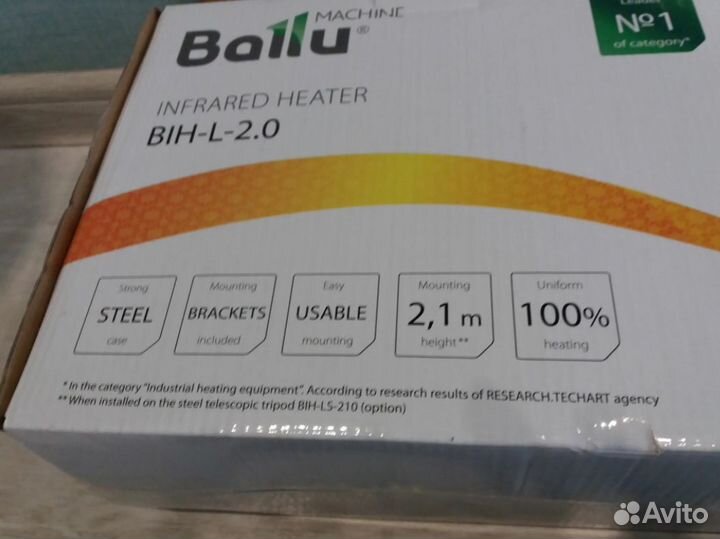 MACHINE
Ballu®
Leader
№1
of category*
INFRARED HEATER
BIH-L-2.0
Strong
STEEL
case
Mounting
BRACKETS
included
Easy
USABLE
mounting
Mounting
2,1 m
height**
Uniform
100%
heating
* In the category "Industrial heating equipment". According to research results of RESEARCH.TECHART agency
** When installed on the steel telescopic tripod BIH-LS-210 (option)
Avito